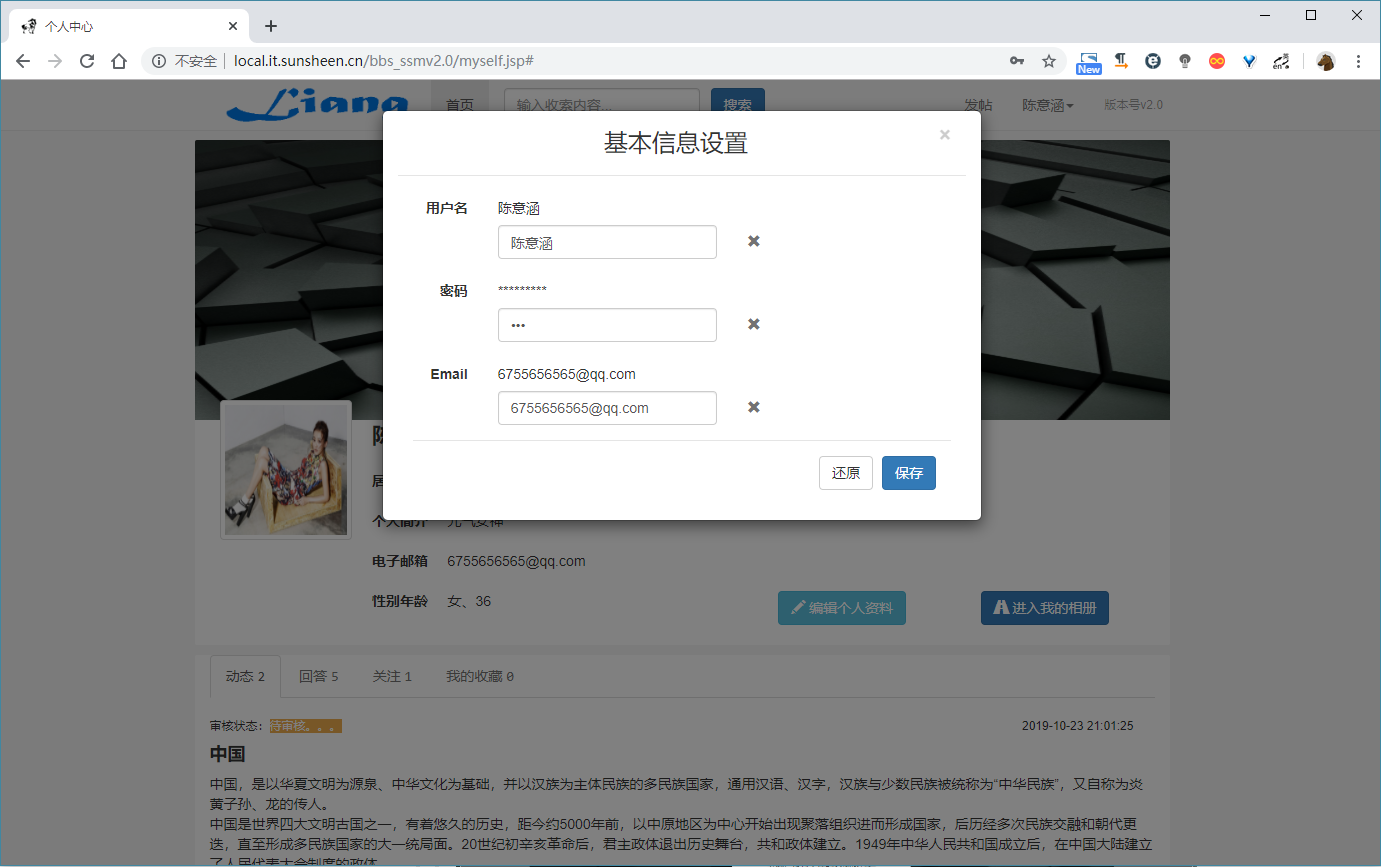 个人中心
不安全 local.it.sunsheen.cn/bbs_ssmv2.0/myself.jsp#
New
en
Liang 首页 输入收索内容... 搜索 发帖 陈意涵 版本号v2.0
基本信息设置 ×
用户名 陈意涵
陈意涵
密码 *********
•••
Email 6755656565@qq.com
6755656565@qq.com
还原 保存
个人简介 元气女神
电子邮箱 6755656565@qq.com
性别年龄 女、36
编辑个人资料 进入我的相册
动态 2 回答 5 关注 1 我的收藏 0
审核状态：待审核。。。 2019-10-23 21:01:25
中国
中国，是以华夏文明为源泉、中华文化为基础，并以汉族为主体民族的多民族国家，通用汉语、汉字，汉族与少数民族被统称为“中华民族”，又自称为炎
黄子孙、龙的传人。
中国是世界四大文明古国之一，有着悠久的历史，距今约5000年前，以中原地区为中心开始出现聚落组织进而形成国家，后历经多次民族交融和朝代更
迭，直至形成多民族国家的大一统局面。20世纪初辛亥革命后，君主政体退出历史舞台，共和政体建立。1949年中华人民共和国成立后，在中国大陆建立
了人民代表大会制度的政体